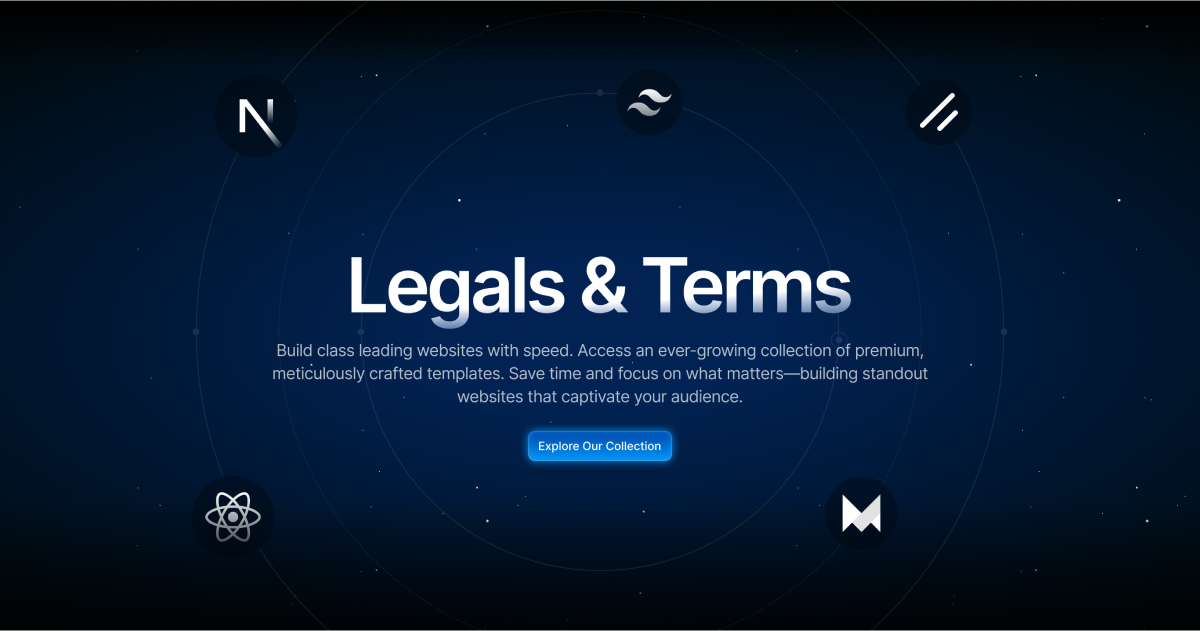 Legals & Terms
Build class leading websites with speed. Access an ever-growing collection of premium,
meticulously crafted templates. Save time and focus on what matters—building standout
websites that captivate your audience.
Explore Our Collection